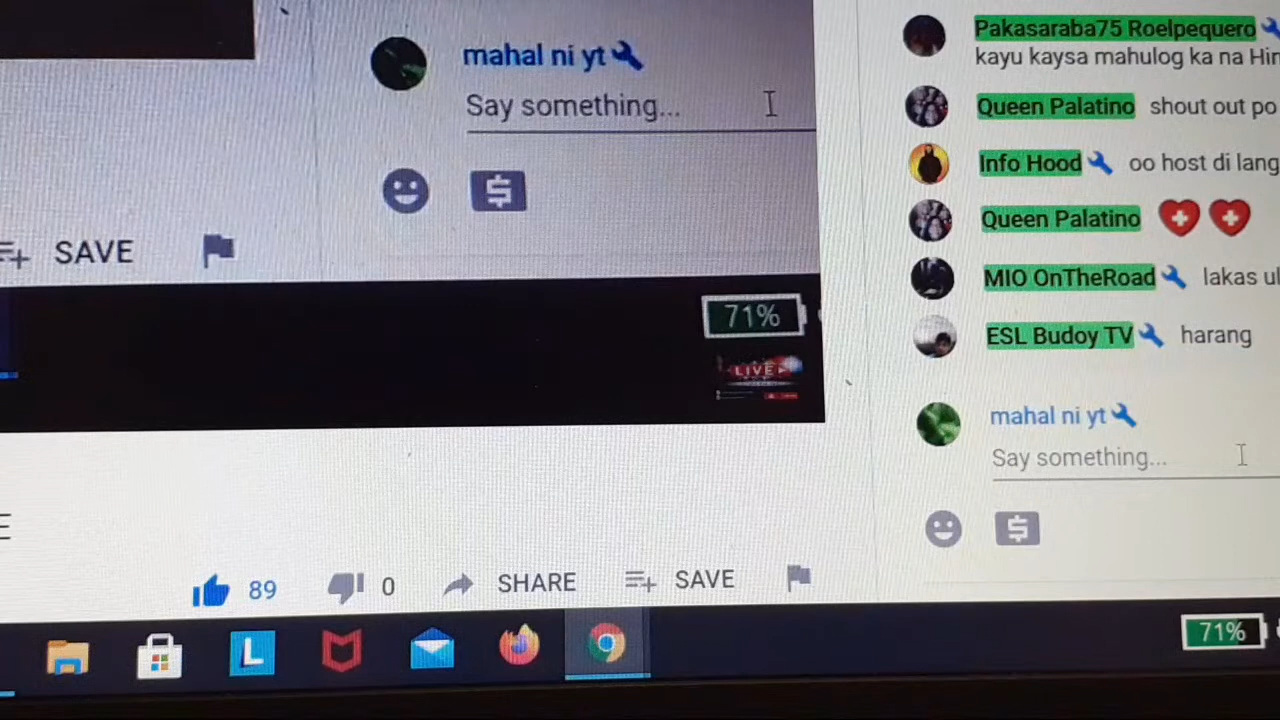 mahal ni yt
Say something...
SAVE
71%
LIVE
Pakasaraba75 Roelpequero
kayu kaysa mahulog ka na Hin
Queen Palatino shout out po
Info Hood oo host di lang
Queen Palatino
MIO OnTheRoad lakas ul
ESL Budoy TV harang
mahal ni yt
Say something...
89 0 SHARE SAVE
L
71%